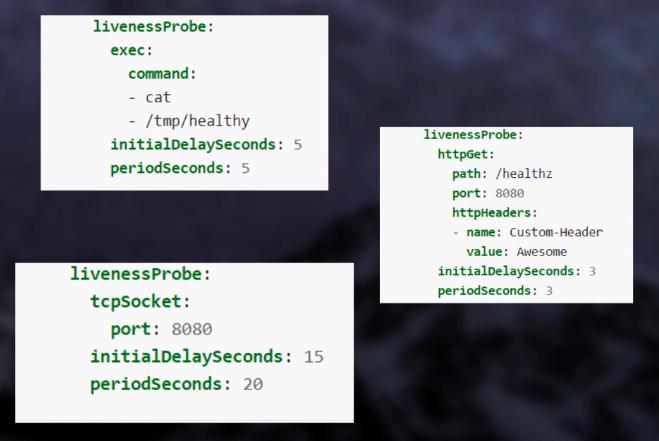 livenessProbe:
exec:
command:
- cat
- /tmp/healthy
initialDelaySeconds: 5
periodSeconds: 5
livenessProbe:
httpGet:
path: /healthz
port: 8080
httpHeaders:
- name: Custom-Header
value: Awesome
initialDelaySeconds: 3
periodSeconds: 3
livenessProbe:
tcpSocket:
port: 8080
initialDelaySeconds: 15
periodSeconds: 20